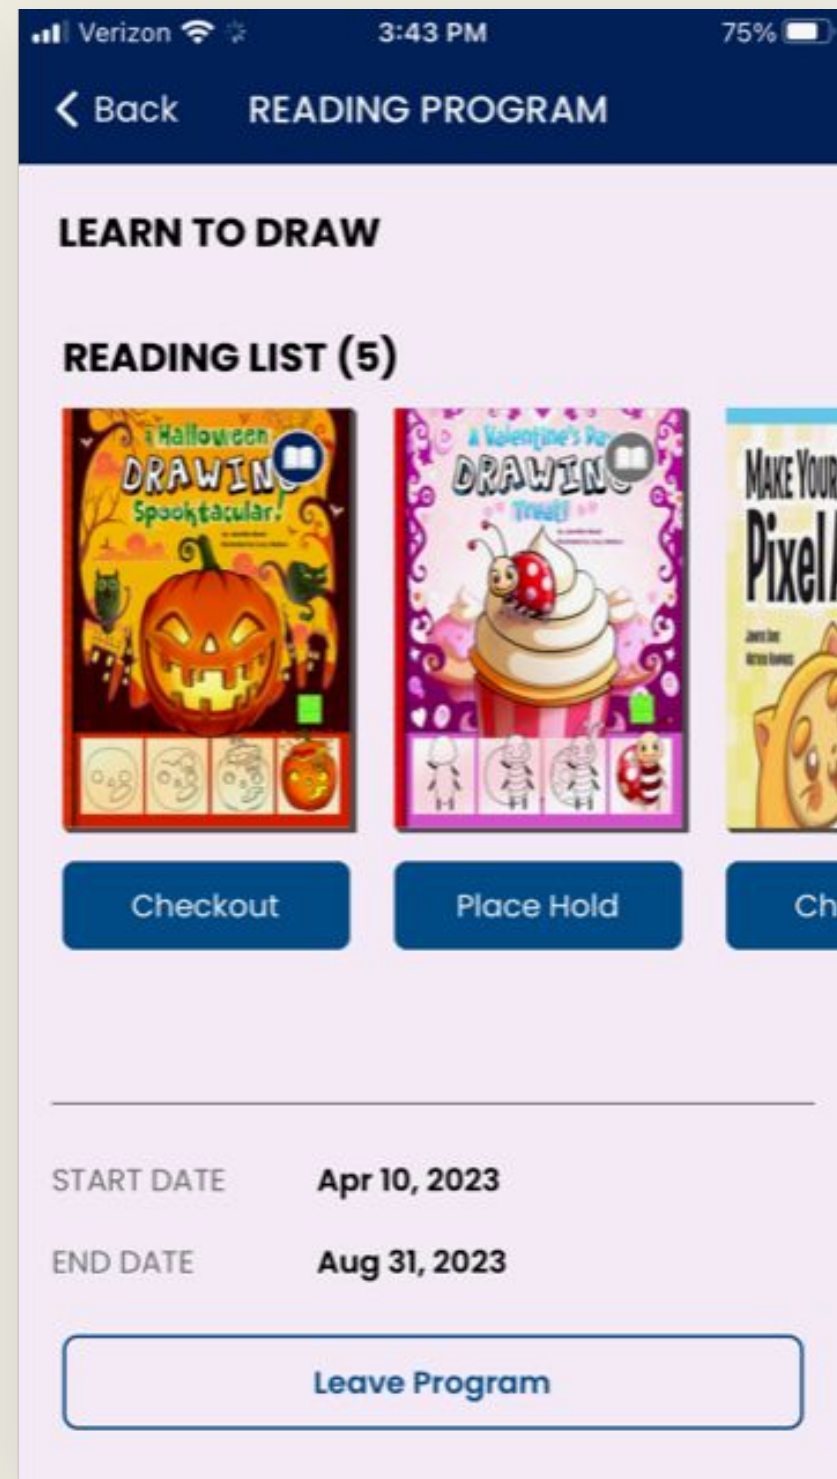 Verizon 3:43 PM 75%
Back READING PROGRAM
LEARN TO DRAW
READING LIST (5)
a Halloween
DRAWING
Spooktacular!
A Valentine's Day
DRAWING
Treat!
MAKE YOUR
Pixel
Checkout Place Hold Ch
START DATE Apr 10, 2023
END DATE Aug 31, 2023
Leave Program